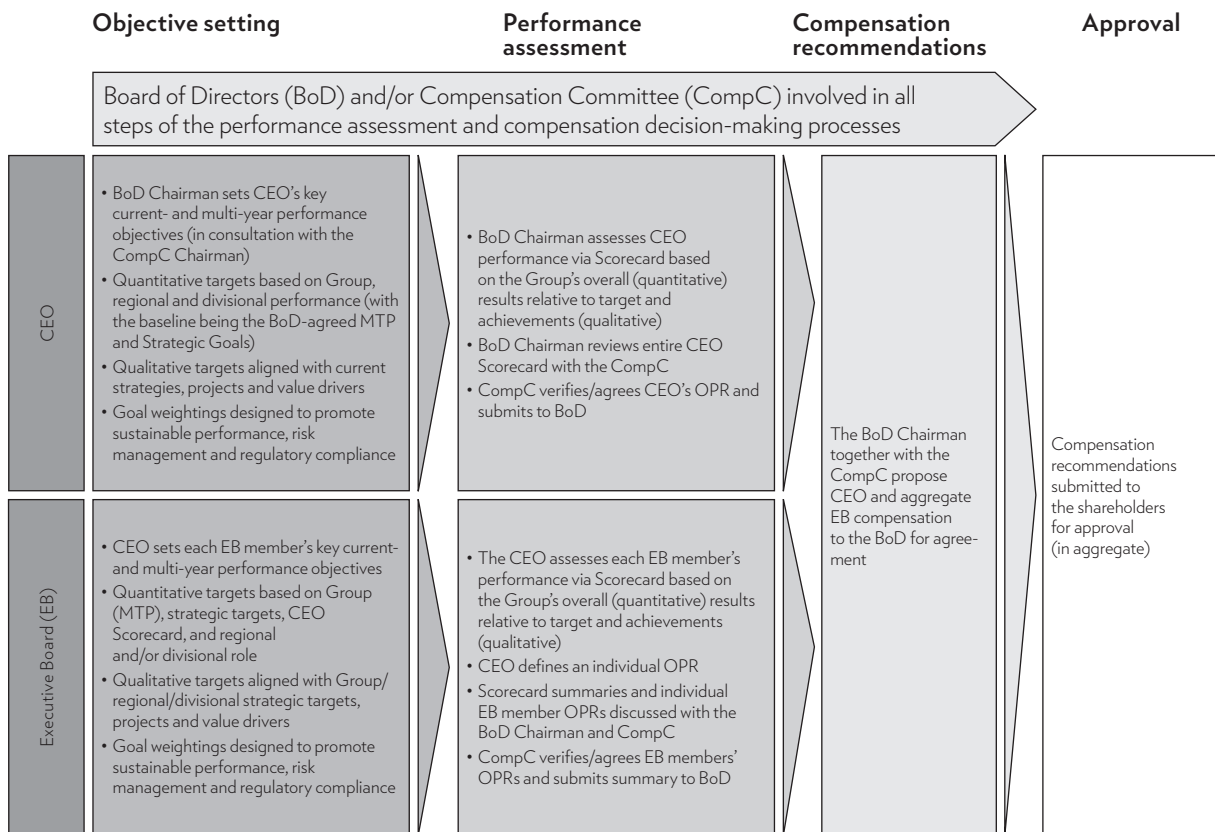 Objective setting
Performance
assessment
Compensation
recommendations
Approval
Board of Directors (BoD) and/or Compensation Committee (CompC) involved in all
steps of the performance assessment and compensation decision-making processes
CEO
• BoD Chairman sets CEO’s key
current- and multi-year performance
objectives (in consultation with the
CompC Chairman)
• Quantitative targets based on Group,
regional and divisional performance (with
the baseline being the BoD-agreed MTP
and Strategic Goals)
• Qualitative targets aligned with current
strategies, projects and value drivers
• Goal weightings designed to promote
sustainable performance, risk
management and regulatory compliance
• BoD Chairman assesses CEO
performance via Scorecard based
on the Group’s overall (quantitative)
results relative to target and
achievements (qualitative)
• BoD Chairman reviews entire CEO
Scorecard with the CompC
• CompC verifies/agrees CEO’s OPR and
submits to BoD
Executive Board (EB)
• CEO sets each EB member’s key current-
and multi-year performance objectives
• Quantitative targets based on Group
(MTP), strategic targets, CEO
Scorecard, and regional
and/or divisional role
• Qualitative targets aligned with Group/
regional/divisional strategic targets,
projects and value drivers
• Goal weightings designed to promote
sustainable performance, risk
management and regulatory compliance
• The CEO assesses each EB member’s
performance via Scorecard based on
the Group’s overall (quantitative) results
relative to target and achievements
(qualitative)
• CEO defines an individual OPR
• Scorecard summaries and individual
EB member OPRs discussed with the
BoD Chairman and CompC
• CompC verifies/agrees EB members’
OPRs and submits summary to BoD
The BoD Chairman
together with the
CompC propose
CEO and aggregate
EB compensation
to the BoD for agree-
ment
Compensation
recommendations
submitted to
the shareholders
for approval
(in aggregate)